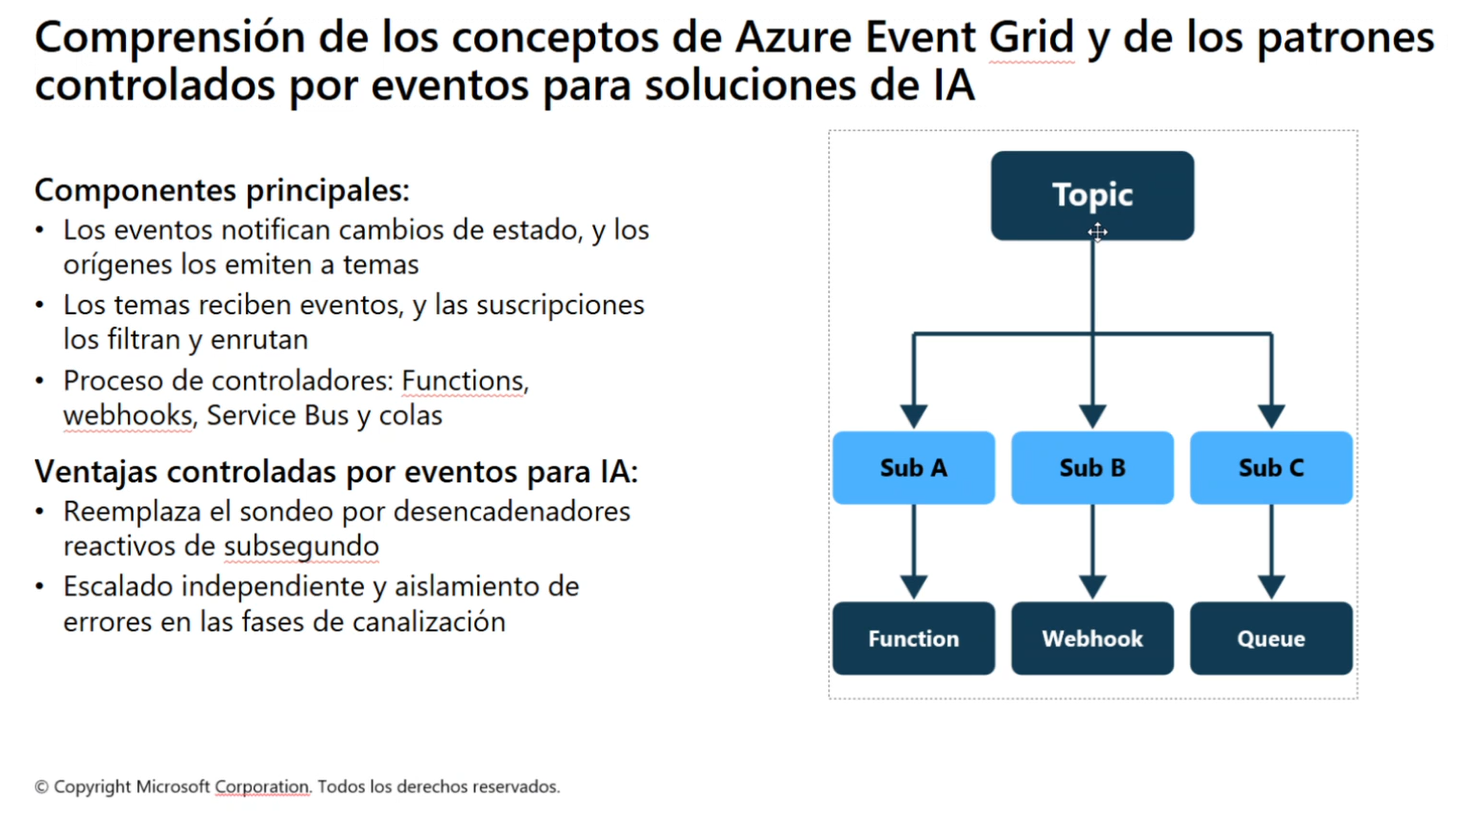 Comprensión de los conceptos de Azure Event Grid y de los patrones
controlados por eventos para soluciones de IA
Componentes principales:
• Los eventos notifican cambios de estado, y los
orígenes los emiten a temas
• Los temas reciben eventos, y las suscripciones
los filtran y enrutan
• Proceso de controladores: Functions,
webhooks, Service Bus y colas
Ventajas controladas por eventos para IA:
• Reemplaza el sondeo por desencadenadores
reactivos de subsegundo
• Escalado independiente y aislamiento de
errores en las fases de canalización
Topic
Sub A
Sub B
Sub C
Function
Webhook
Queue
© Copyright Microsoft Corporation. Todos los derechos reservados.